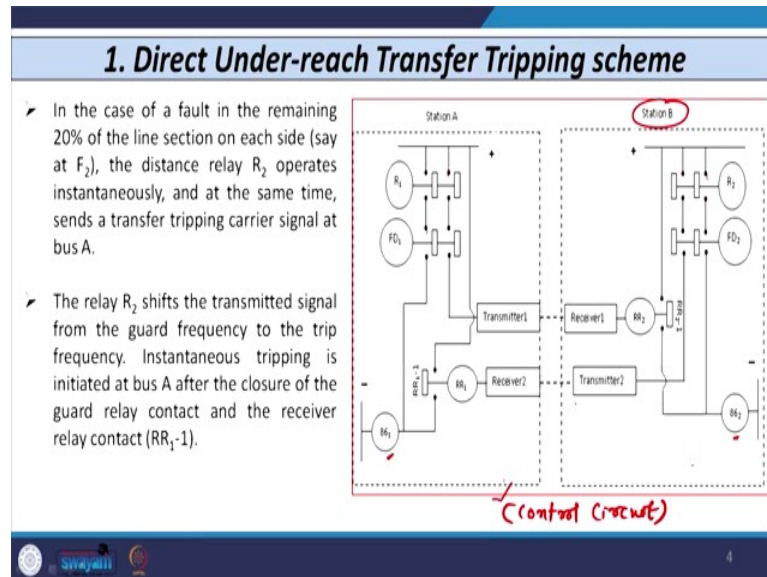 1. Direct Under-reach Transfer Tripping scheme
➢ In the case of a fault in the remaining
20% of the line section on each side (say
at F₂), the distance relay R₂ operates
instantaneously, and at the same time,
sends a transfer tripping carrier signal at
bus A.
➢ The relay R₂ shifts the transmitted signal
from the guard frequency to the trip
frequency. Instantaneous tripping is
initiated at bus A after the closure of the
guard relay contact and the receiver
relay contact (RR₁-1).
Station A
Station B
+
+
R₁
R₂
FD₁
FD₂
Transmitter1
Receiver1
RR₂
RR₂-1
RR₁-1
RR₁
Receiver2
Transmitter2
-
-
86₁
86₂
(Control Circuit)
swayam
4